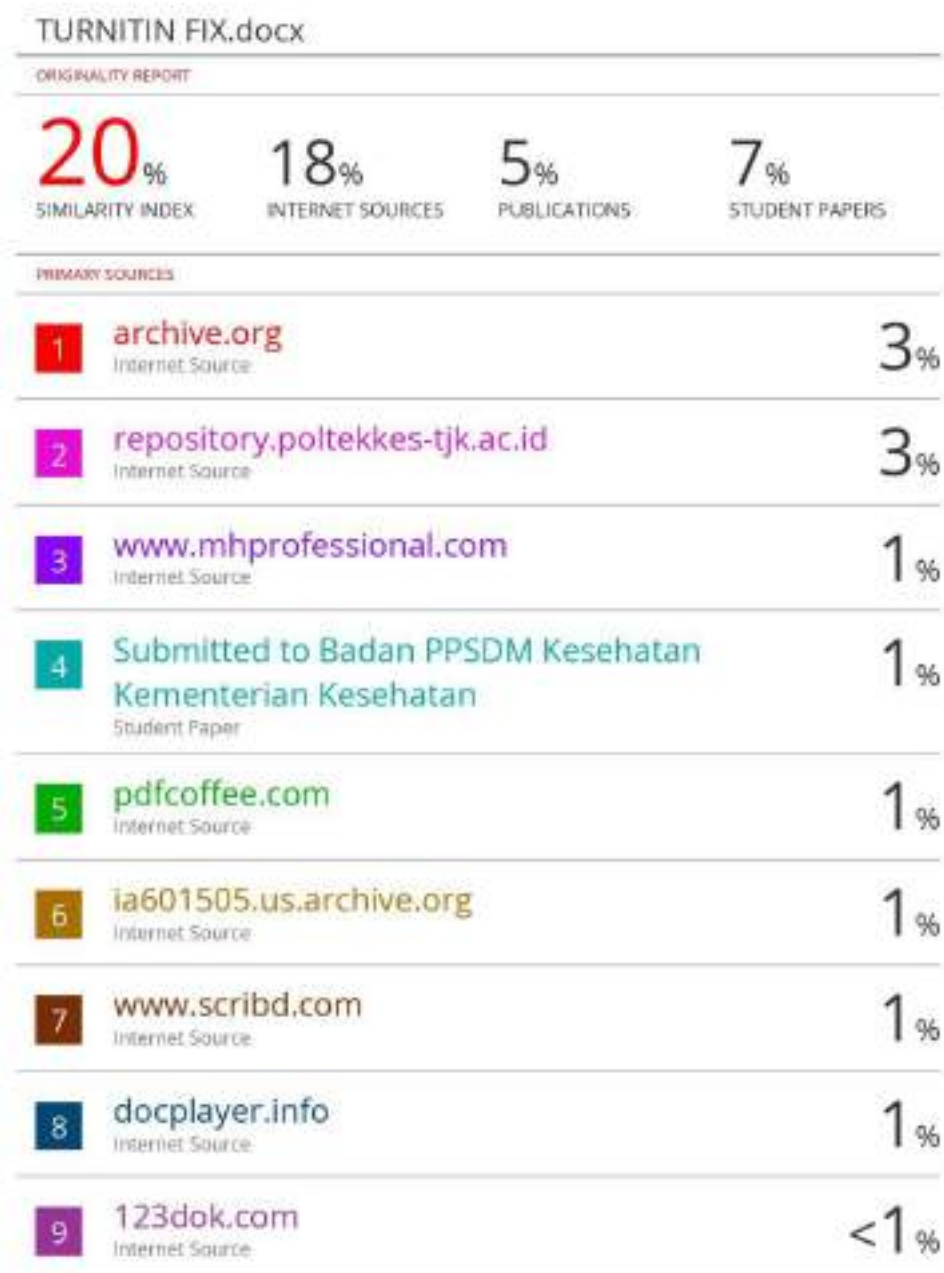 TURNITIN FIX.docx
ORIGINALITY REPORT
20%
18%
5%
7%
SIMILARITY INDEX
INTERNET SOURCES
PUBLICATIONS
STUDENT PAPERS
PRIMARY SOURCES
1
archive.org
Internet Source
3%
2
repository.poltekkes-tjk.ac.id
Internet Source
3%
3
www.mhprofessional.com
Internet Source
1%
4
Submitted to Badan PPSDM Kesehatan
Kementerian Kesehatan
Student Paper
1%
5
pdfcoffee.com
Internet Source
1%
6
ia601505.us.archive.org
Internet Source
1%
7
www.scribd.com
Internet Source
1%
8
docplayer.info
Internet Source
1%
9
123dok.com
Internet Source
<1%